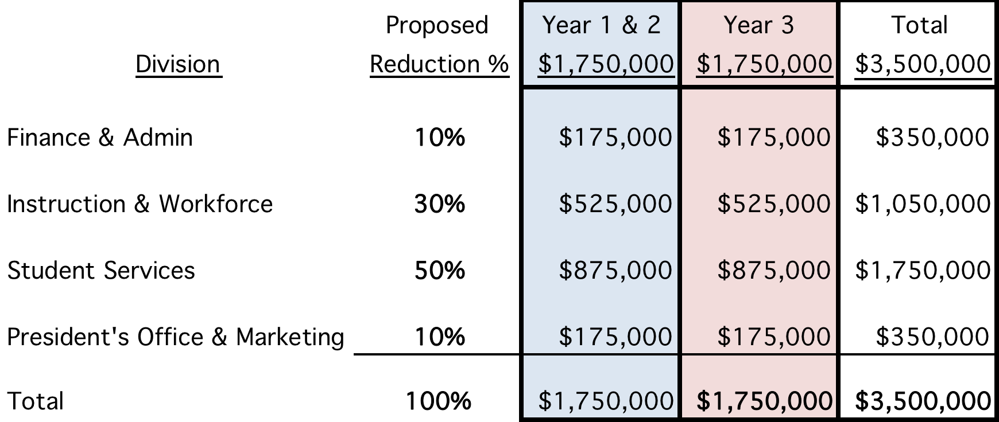 Proposed Year 1 & 2 Year 3 Total
Division Reduction % $1,750,000 $1,750,000 $3,500,000
Finance & Admin 10% $175,000 $175,000 $350,000
Instruction & Workforce 30% $525,000 $525,000 $1,050,000
Student Services 50% $875,000 $875,000 $1,750,000
President's Office & Marketing 10% $175,000 $175,000 $350,000
Total 100% $1,750,000 $1,750,000 $3,500,000